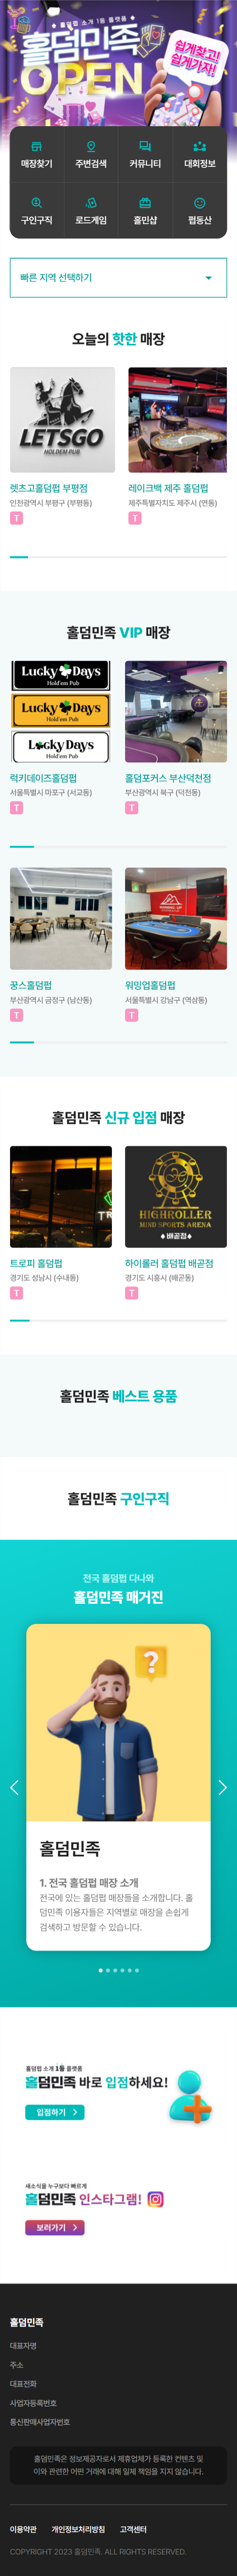 홀덤 소개 1등 플랫폼
홀덤민족
OPEN
쉽게찾고!
쉽게가자!
매장찾기
주변검색
커뮤니티
대회정보
구인구직
로드게임
홀민샵
펍동산
빠른 지역 선택하기
오늘의 핫한 매장
LETSGO
HOLDEM PUB
렛츠고홀덤펍 부평점
인천광역시 부평구 (부평동)
T
레이크백 제주 홀덤펍
제주특별자치도 제주시 (연동)
T
홀덤민족 VIP 매장
Lucky Days
Hold'em Pub
Lucky Days
Hold'em Pub
Lucky Days
Hold'em Pub
럭키데이즈홀덤펍
서울특별시 마포구 (서교동)
T
홀덤포커스 부산덕천점
부산광역시 북구 (덕천동)
T
꿍스홀덤펍
부산광역시 금정구 (남산동)
T
워밍업홀덤펍
서울특별시 강남구 (역삼동)
T
홀덤민족 신규 입점 매장
TR
트로피 홀덤펍
경기도 성남시 (수내동)
T
HIGHROLLER
MIND SPORTS ARENA
♠배곧점♠
하이롤러 홀덤펍 배곧점
경기도 시흥시 (배곧동)
T
홀덤민족 베스트 용품
홀덤민족 구인구직
전국 홀덤펍 다나와
홀덤민족 매거진
?
홀덤민족
1. 전국 홀덤펍 매장 소개
전국에 있는 홀덤펍 매장들을 소개합니다. 홀
덤민족 이용자들은 지역별로 매장을 손쉽게
검색하고 방문할 수 있습니다.
홀덤펍 소개 1등 플랫폼
홀덤민족 바로 입점하세요!
입점하기 >
새소식을 누구보다 빠르게
홀덤민족 인스타그램!
보러가기 >
홀덤민족
대표자명
주소
대표전화
사업자등록번호
통신판매사업자번호
홀덤민족은 정보제공자로서 제휴업체가 등록한 컨텐츠 및
이와 관련한 어떤 거래에 대해 일체 책임을 지지 않습니다.
이용약관
개인정보처리방침
고객센터
COPYRIGHT 2023 홀덤민족. ALL RIGHTS RESERVED.